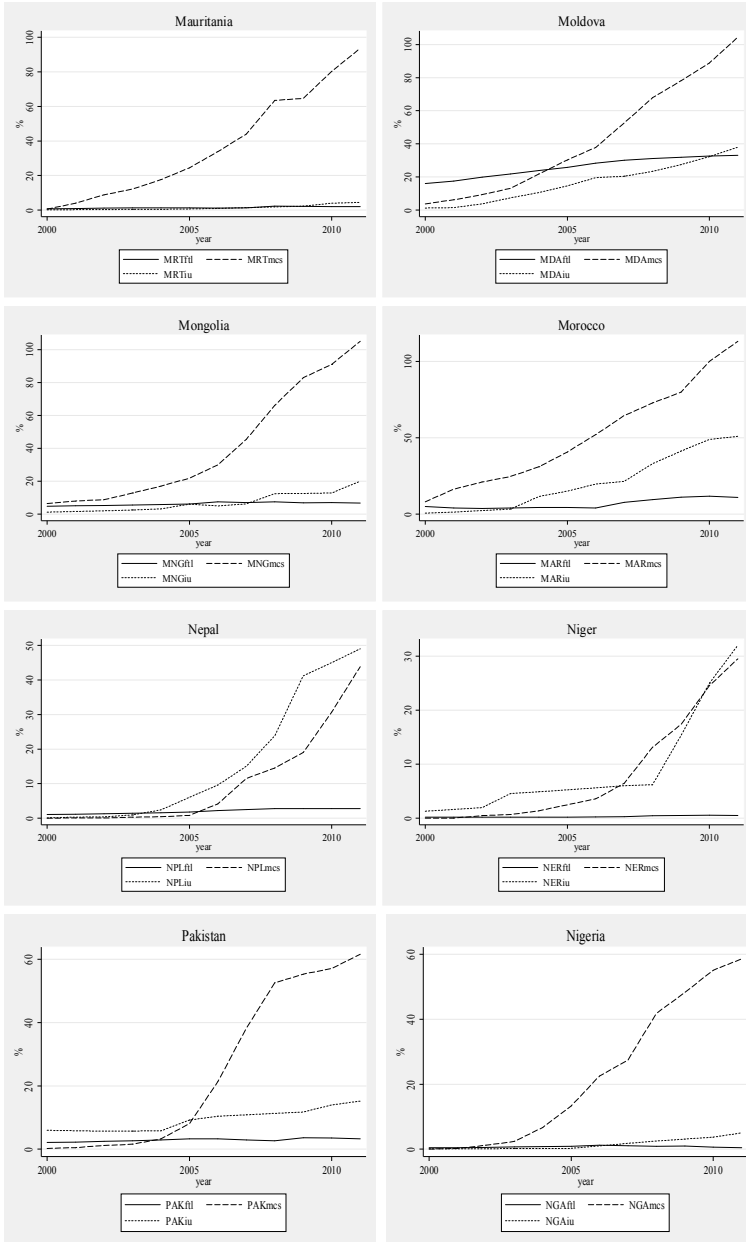 Mauritania
100
80
60
40
20
0
%
2000
2005
2010
year
MRTftl
MRTmcs
MRTiu
Moldova
100
80
60
40
20
0
%
2000
2005
2010
year
MDAftl
MDAmcs
MDAiu
Mongolia
100
80
60
40
20
0
%
2000
2005
2010
year
MNGftl
MNGmcs
MNGiu
Morocco
100
50
0
%
2000
2005
2010
year
MARftl
MARmcs
MARiu
Nepal
50
40
30
20
10
0
%
2000
2005
2010
year
NPLftl
NPLmcs
NPLiu
Niger
30
20
10
0
%
2000
2005
2010
year
NERftl
NERmcs
NERiu
Pakistan
60
40
20
0
%
2000
2005
2010
year
PAKftl
PAKmcs
PAKiu
Nigeria
60
40
20
0
%
2000
2005
2010
year
NGAftl
NGAmcs
NGAiu